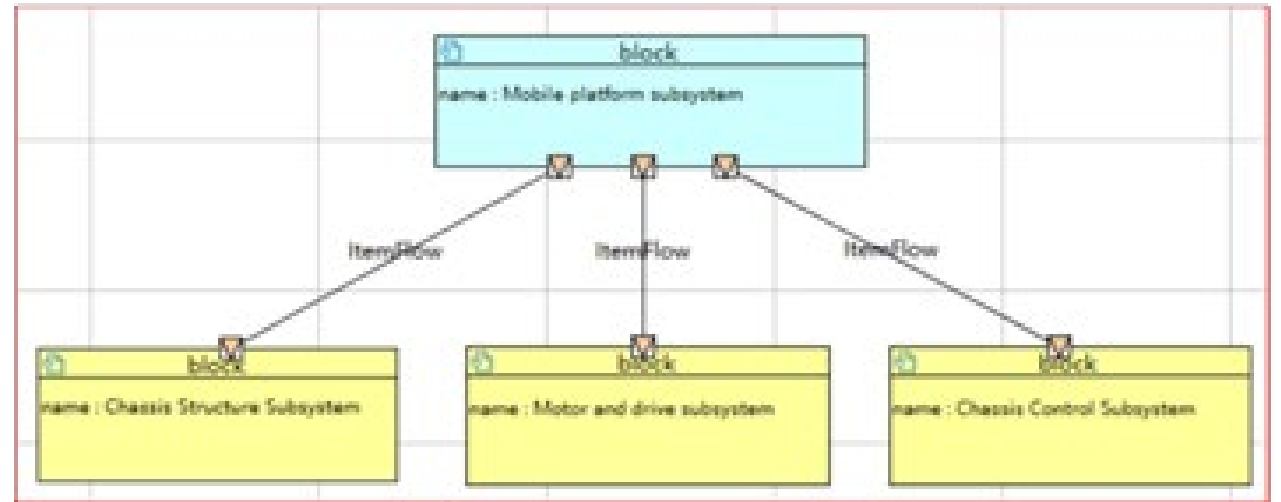 block
name : Mobile platform subsystem
ItemFlow ItemFlow ItemFlow
block block block
name : Chassis Structure Subsystem
name : Motor and drive subsystem
name : Chassis Control Subsystem